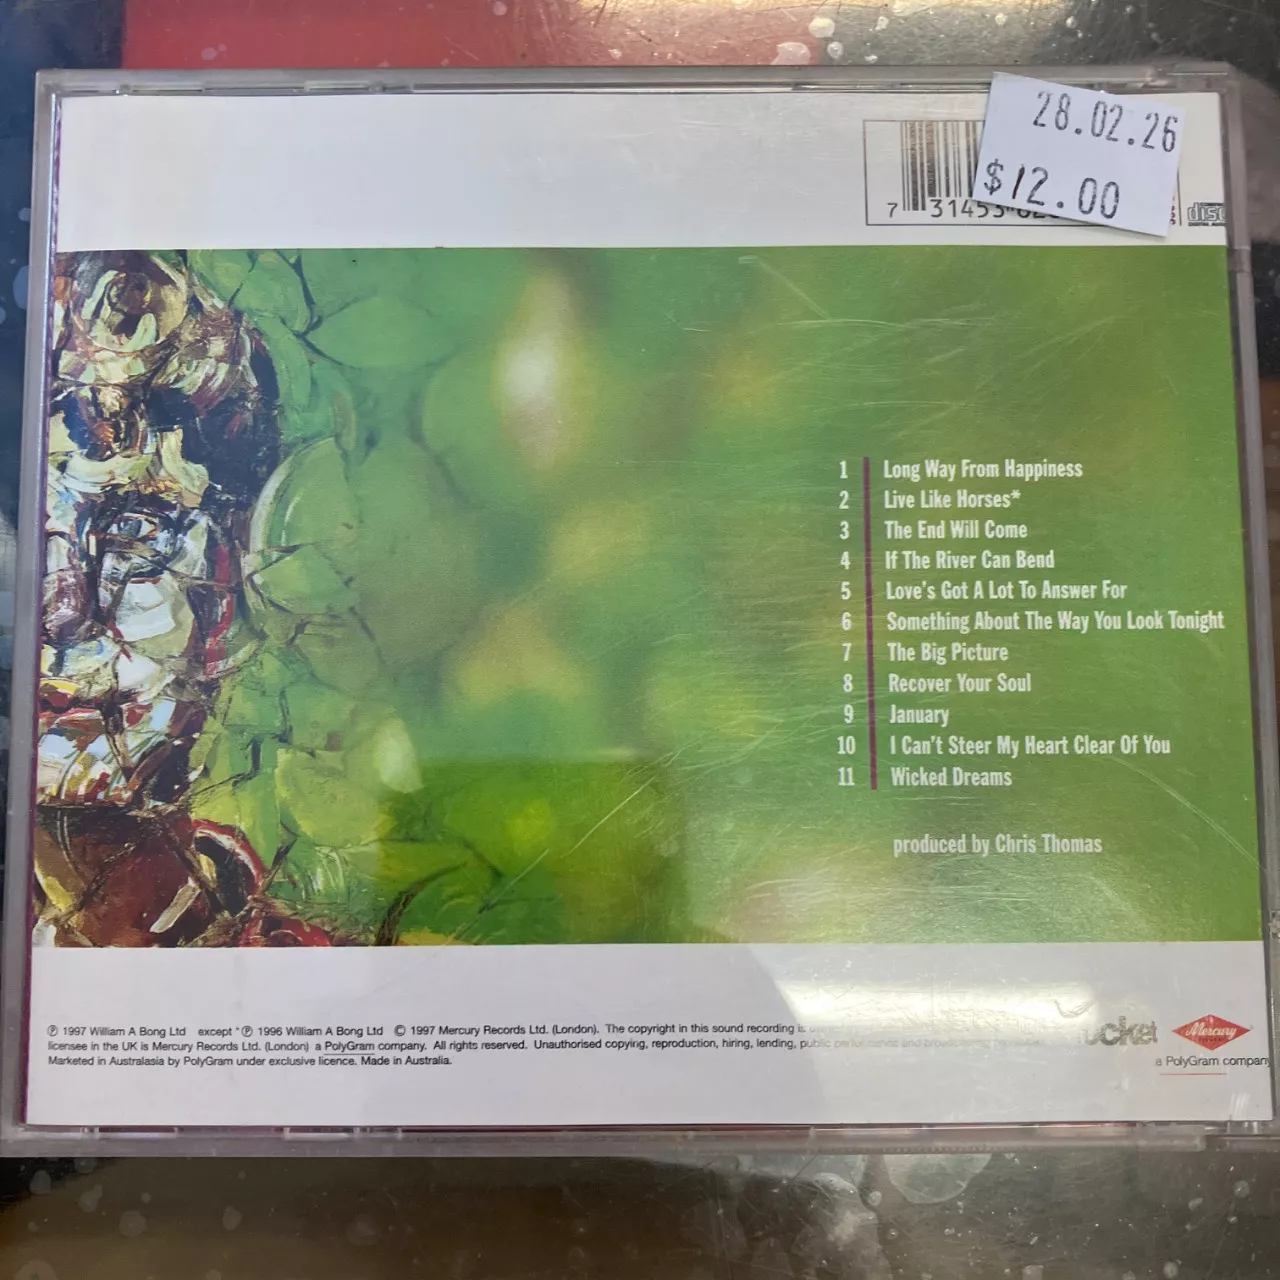 28.02.26
$12.00
7 31453
disc
1 Long Way From Happiness
2 Live Like Horses*
3 The End Will Come
4 If The River Can Bend
5 Love's Got A Lot To Answer For
6 Something About The Way You Look Tonight
7 The Big Picture
8 Recover Your Soul
9 January
10 I Can't Steer My Heart Clear Of You
11 Wicked Dreams
produced by Chris Thomas
℗ 1997 William A Bong Ltd except *℗ 1996 William A Bong Ltd © 1997 Mercury Records Ltd. (London). The copyright in this sound recording is
licensee in the UK is Mercury Records Ltd. (London) a PolyGram company. All rights reserved. Unauthorised copying, reproduction, hiring, lending, public performance and
Marketed in Australasia by PolyGram under exclusive licence. Made in Australia.
ucket
Mercury
a PolyGram company